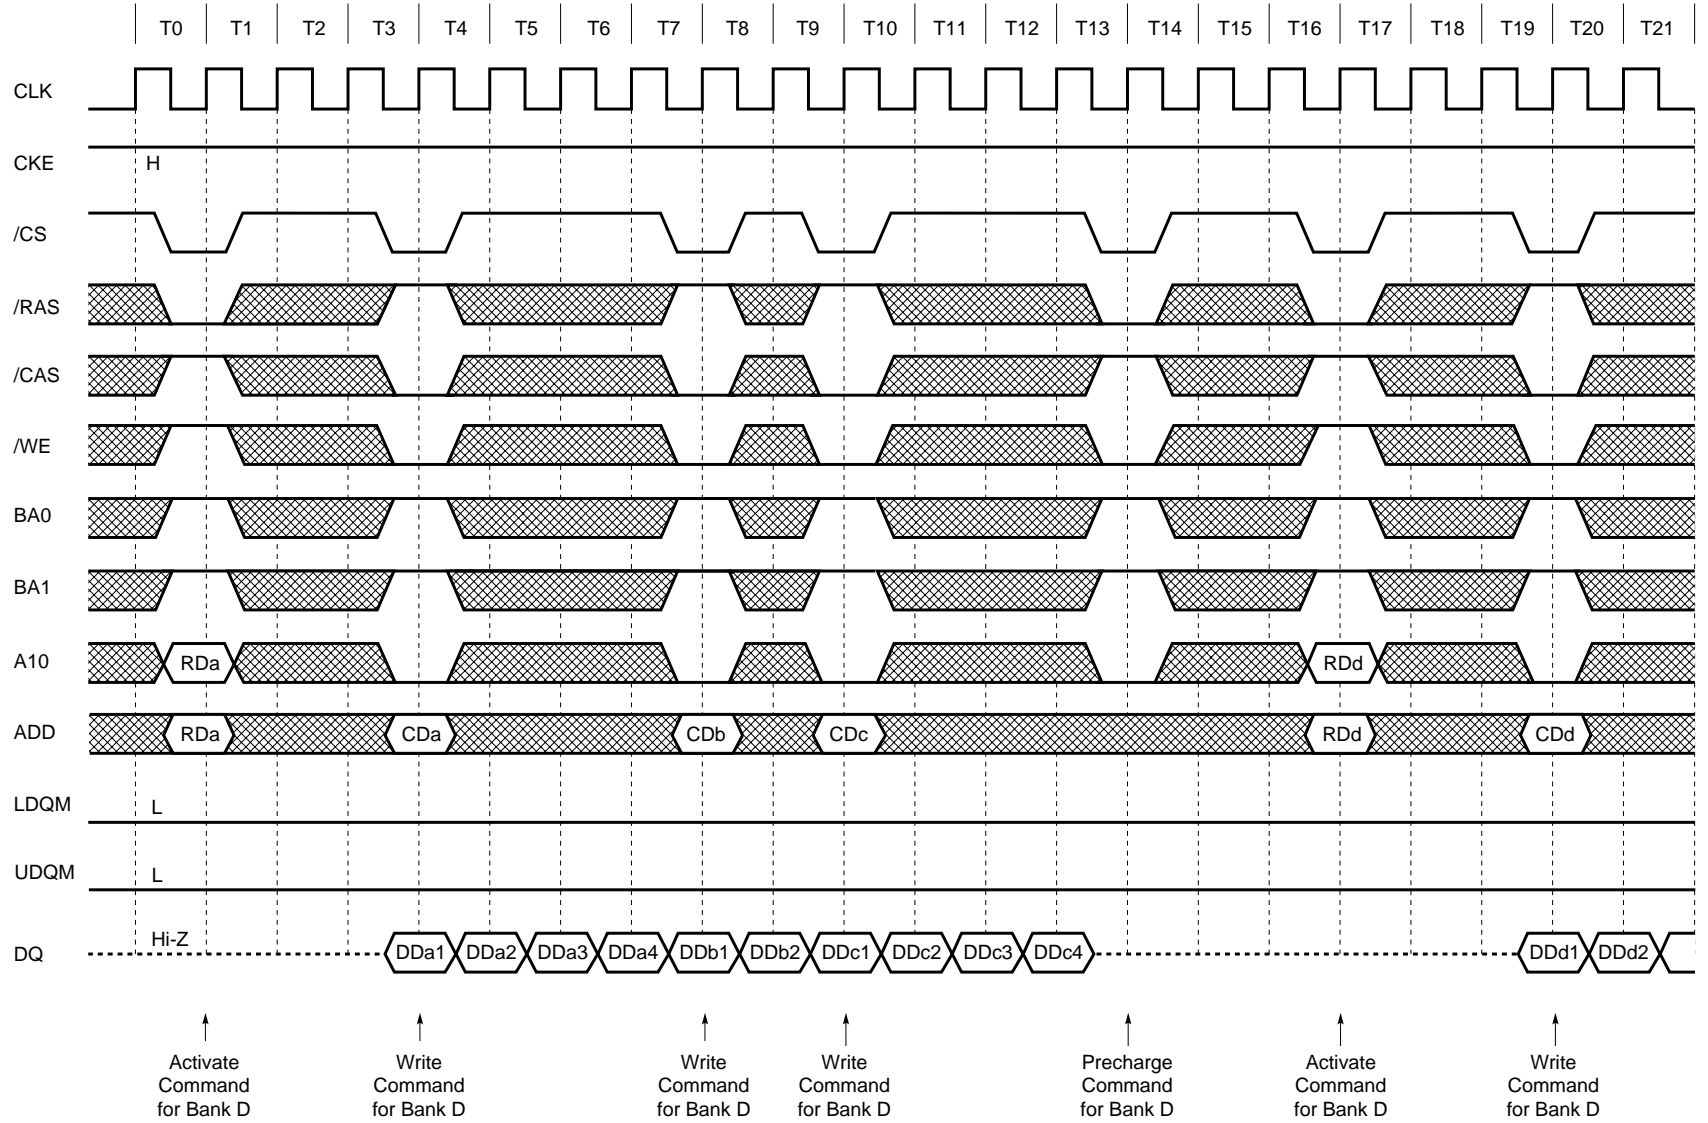 T0 T1 T2 T3 T4 T5 T6 T7 T8 T9 T10 T11 T12 T13 T14 T15 T16 T17 T18 T19 T20 T21
CLK
CKE H
/CS
/RAS
/CAS
/WE
BA0
BA1
A10 RDa RDd
ADD RDa CDa CDb CDc RDd CDd
LDQM L
UDQM L
DQ Hi-Z DDa1 DDa2 DDa3 DDa4 DDb1 DDb2 DDc1 DDc2 DDc3 DDc4 DDd1 DDd2
Activate Write Write Write Precharge Activate Write
Command Command Command Command Command Command Command
for Bank D for Bank D for Bank D for Bank D for Bank D for Bank D for Bank D